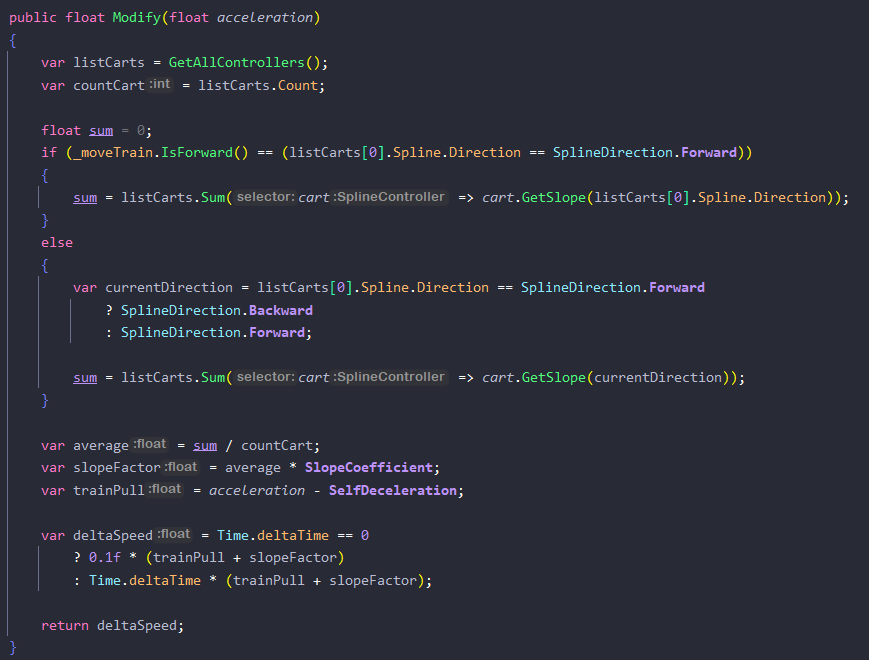 public float Modify(float acceleration)
{
var listCarts = GetAllControllers();
var countCart :int = listCarts.Count;
float sum = 0;
if (_moveTrain.IsForward() == (listCarts[0].Spline.Direction == SplineDirection.Forward))
{
sum = listCarts.Sum( selector: cart :SplineController => cart.GetSlope(listCarts[0].Spline.Direction));
}
else
{
var currentDirection = listCarts[0].Spline.Direction == SplineDirection.Forward
? SplineDirection.Backward
: SplineDirection.Forward;
sum = listCarts.Sum( selector: cart :SplineController => cart.GetSlope(currentDirection));
}
var average :float = sum / countCart;
var slopeFactor :float = average * SlopeCoefficient;
var trainPull :float = acceleration - SelfDeceleration;
var deltaSpeed :float = Time.deltaTime == 0
? 0.1f * (trainPull + slopeFactor)
: Time.deltaTime * (trainPull + slopeFactor);
return deltaSpeed;
}